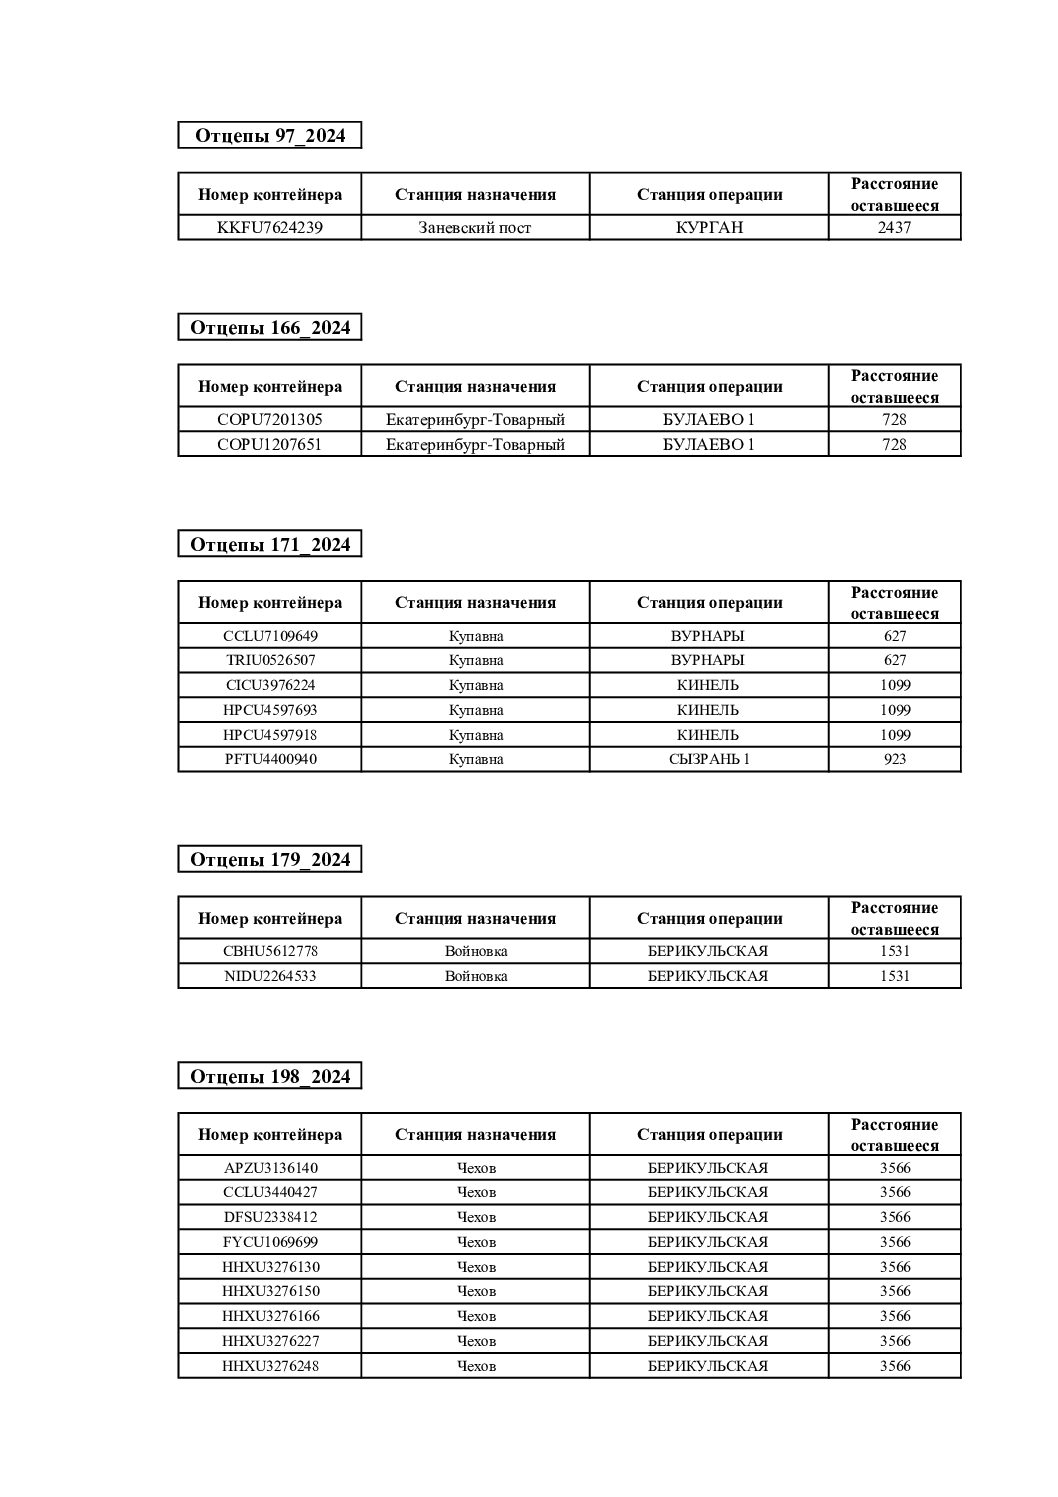 Отцепы 97_2024
Номер контейнера Станция назначения Станция операции Расстояние оставшееся
KKFU7624239 Заневский пост КУРГАН 2437
Отцепы 166_2024
Номер контейнера Станция назначения Станция операции Расстояние оставшееся
COPU7201305 Екатеринбург-Товарный БУЛАЕВО 1 728
COPU1207651 Екатеринбург-Товарный БУЛАЕВО 1 728
Отцепы 171_2024
Номер контейнера Станция назначения Станция операции Расстояние оставшееся
CCLU7109649 Купавна ВУРНАРЫ 627
TRIU0526507 Купавна ВУРНАРЫ 627
CICU3976224 Купавна КИНЕЛЬ 1099
HPCU4597693 Купавна КИНЕЛЬ 1099
HPCU4597918 Купавна КИНЕЛЬ 1099
PFTU4400940 Купавна СЫЗРАНЬ 1 923
Отцепы 179_2024
Номер контейнера Станция назначения Станция операции Расстояние оставшееся
CBHU5612778 Войновка БЕРИКУЛЬСКАЯ 1531
NIDU2264533 Войновка БЕРИКУЛЬСКАЯ 1531
Отцепы 198_2024
Номер контейнера Станция назначения Станция операции Расстояние оставшееся
APZU3136140 Чехов БЕРИКУЛЬСКАЯ 3566
CCLU3440427 Чехов БЕРИКУЛЬСКАЯ 3566
DFSU2338412 Чехов БЕРИКУЛЬСКАЯ 3566
FYCU1069699 Чехов БЕРИКУЛЬСКАЯ 3566
HHXU3276130 Чехов БЕРИКУЛЬСКАЯ 3566
HHXU3276150 Чехов БЕРИКУЛЬСКАЯ 3566
HHXU3276166 Чехов БЕРИКУЛЬСКАЯ 3566
HHXU3276227 Чехов БЕРИКУЛЬСКАЯ 3566
HHXU3276248 Чехов БЕРИКУЛЬСКАЯ 3566